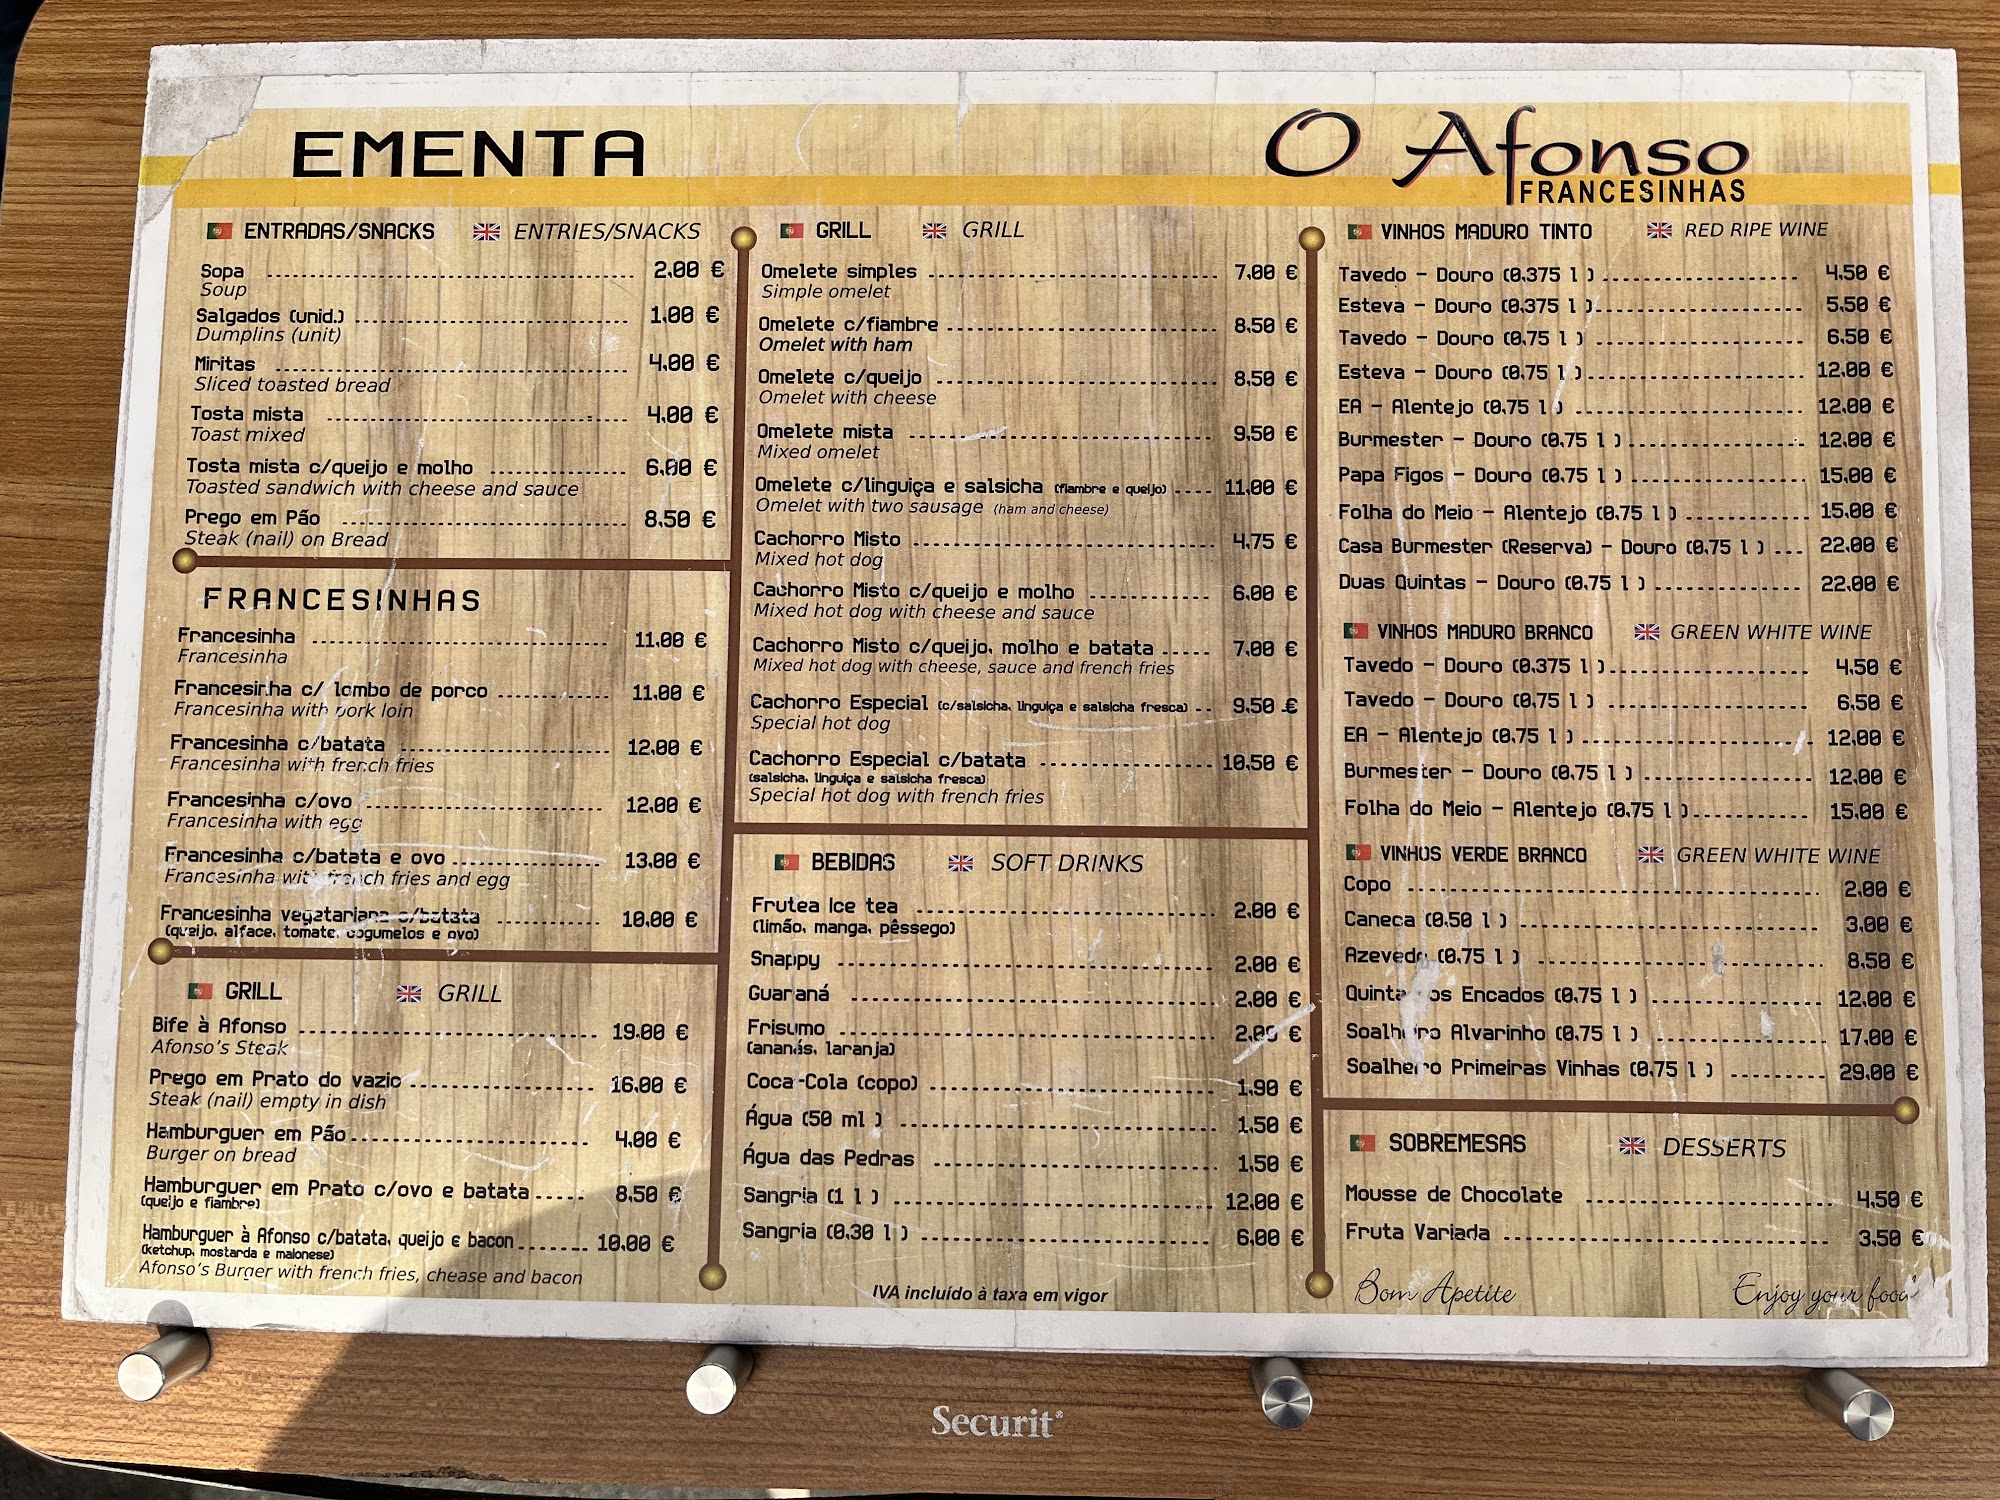 EMENTA
O Afonso
FRANCESINHAS
ENTRADAS/SNACKS ENTRIES/SNACKS
Sopa 2.00 €
Soup
Salgados (unid.) 1.00 €
Dumplins (unit)
Miritas 4.00 €
Sliced toasted bread
Tosta mista 4.00 €
Toast mixed
Tosta mista c/queijo e molho 6.00 €
Toasted sandwich with cheese and sauce
Prego em Pão 8.50 €
Steak (nail) on Bread
FRANCESINHAS
Francesinha 11.00 €
Francesinha
Francesinha c/ lombo de porco 11.00 €
Francesinha with pork loin
Francesinha c/batata 12.00 €
Francesinha with french fries
Francesinha c/ovo 12.00 €
Francesinha with egg
Francesinha c/batata e ovo 13.00 €
Francesinha with french fries and egg
Francesinha vegetariana c/batata 10.00 €
(queijo, alface, tomate, cogumelos e ovo)
GRILL GRILL
Bife à Afonso 19.00 €
Afonso's Steak
Prego em Prato do vazio 16.00 €
Steak (nail) empty in dish
Hamburguer em Pão 4.00 €
Burger on bread
Hamburguer em Prato c/ovo e batata 8.50 €
(queijo e fiambre)
Hamburguer à Afonso c/batata, queijo e bacon 10.00 €
(ketchup, mostarda e maionese)
Afonso's Burger with french fries, chease and bacon
GRILL GRILL
Omelete simples 7.00 €
Simple omelet
Omelete c/fiambre 8.50 €
Omelet with ham
Omelete c/queijo 8.50 €
Omelet with cheese
Omelete mista 9.50 €
Mixed omelet
Omelete c/linguiça e salsicha (fiambre e queijo) 11.00 €
Omelet with two sausage (ham and cheese)
Cachorro Misto 4.75 €
Mixed hot dog
Cachorro Misto c/queijo e molho 6.00 €
Mixed hot dog with cheese and sauce
Cachorro Misto c/queijo, molho e batata 7.00 €
Mixed hot dog with cheese, sauce and french fries
Cachorro Especial (c/salsicha, linguiça e salsicha fresca) 9.50 €
Special hot dog
Cachorro Especial c/batata 10.50 €
(salsicha, linguiça e salsicha fresca)
Special hot dog with french fries
BEBIDAS SOFT DRINKS
Frutea Ice tea 2.00 €
(limão, manga, pêssego)
Snappy 2.00 €
Guaraná 2.00 €
Frisumo 2.00 €
(ananás, laranja)
Coca-Cola (copo) 1.90 €
Água (50 ml ) 1.50 €
Água das Pedras 1.50 €
Sangria (1 l ) 12.00 €
Sangria (0.30 l ) 6.00 €
IVA incluído à taxa em vigor
VINHOS MADURO TINTO RED RIPE WINE
Tavedo - Douro (0.375 l ) 4.50 €
Esteva - Douro (0.375 l ) 5.50 €
Tavedo - Douro (0.75 l ) 6.50 €
Esteva - Douro (0.75 l ) 12.00 €
EA - Alentejo (0.75 l ) 12.00 €
Burmester - Douro (0.75 l ) 12.00 €
Papa Figos - Douro (0.75 l ) 15.00 €
Folha do Meio - Alentejo (0.75 l ) 15.00 €
Casa Burmester (Reserva) - Douro (0.75 l ) 22.00 €
Duas Quintas - Douro (0.75 l ) 22.00 €
VINHOS MADURO BRANCO GREEN WHITE WINE
Tavedo - Douro (0.375 l ) 4.50 €
Tavedo - Douro (0.75 l ) 6.50 €
EA - Alentejo (0.75 l ) 12.00 €
Burmester - Douro (0.75 l ) 12.00 €
Folha do Meio - Alentejo (0.75 l ) 15.00 €
VINHOS VERDE BRANCO GREEN WHITE WINE
Copo 2.00 €
Caneca (0.50 l ) 3.00 €
Azevedo (0.75 l ) 8.50 €
Quinta Encados (0.75 l ) 12.00 €
Soalheiro Alvarinho (0.75 l ) 17.00 €
Soalheiro Primeiras Vinhas (0.75 l ) 29.00 €
SOBREMESAS DESSERTS
Mousse de Chocolate 4.50 €
Fruta Variada 3.50 €
Bom Apetite Enjoy your food
Securit®